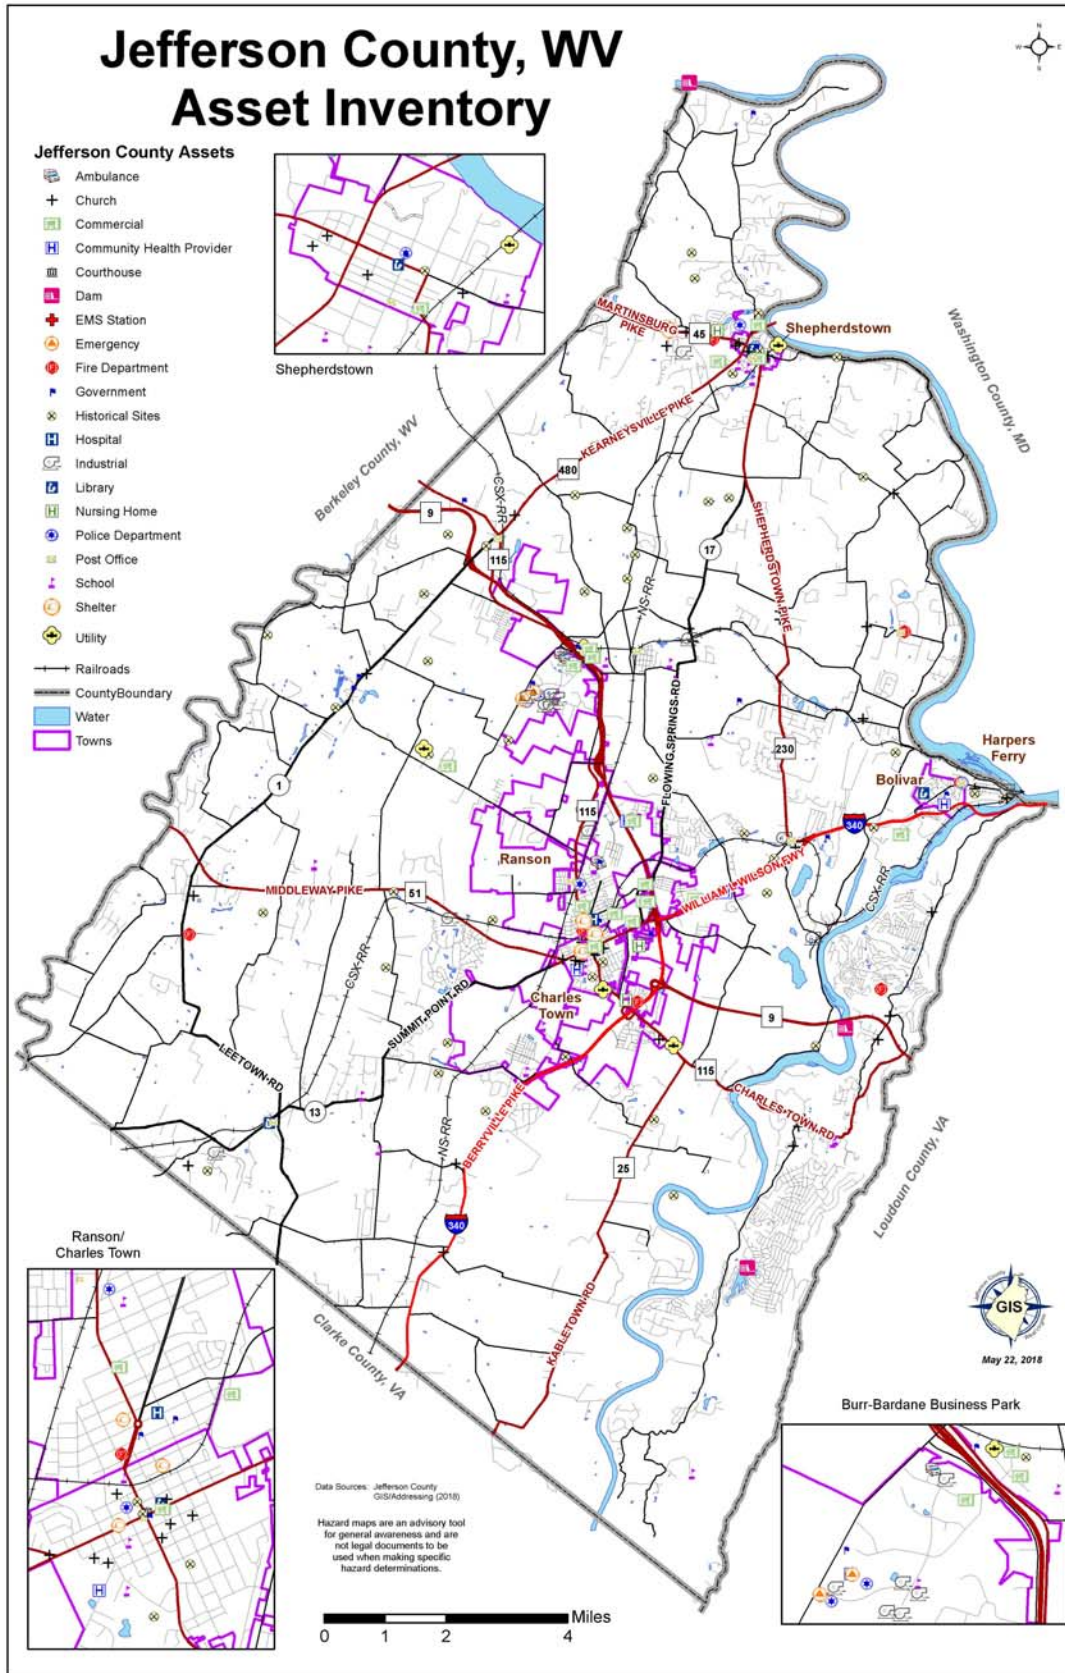 Jefferson County, WV
Asset Inventory
N
W
E
S
Jefferson County Assets
Ambulance
Church
Commercial
Community Health Provider
Courthouse
Dam
EMS Station
Emergency
Fire Department
Government
Historical Sites
Hospital
Industrial
Library
Nursing Home
Police Department
Post Office
School
Shelter
Utility
Railroads
CountyBoundary
Water
Towns
Shepherdstown
MARTINSBURG
PIKE
45
Shepherdstown
Washington County, MD
KEARNEYSVILLE PIKE
480
Berkeley County, WV
CSX-RR
9
115
17
SHEPHERDSTOWN PIKE
NS-RR
FLOWING SPRINGS RD
230
Harpers
Ferry
Bolivar
340
1
115
Ranson
WILLIAM L WILSON FWY
MIDDLEWAY PIKE
51
CSX-RR
CSX-RR
SUMMIT POINT RD
Charles
Town
9
LEETOWN RD
13
115
CHARLES TOWN RD
NS-RR
BERRYVILLE PIKE
25
340
Loudoun County, VA
KABLETOWN RD
Clarke County, VA
Ranson/
Charles Town
GIS
May 22, 2018
Burr-Bardane Business Park
Data Sources: Jefferson County
GIS/Addressing (2018)
Hazard maps are an advisory tool
for general awareness and are
not legal documents to be
used when making specific
hazard determinations.
Miles
0 1 2 4